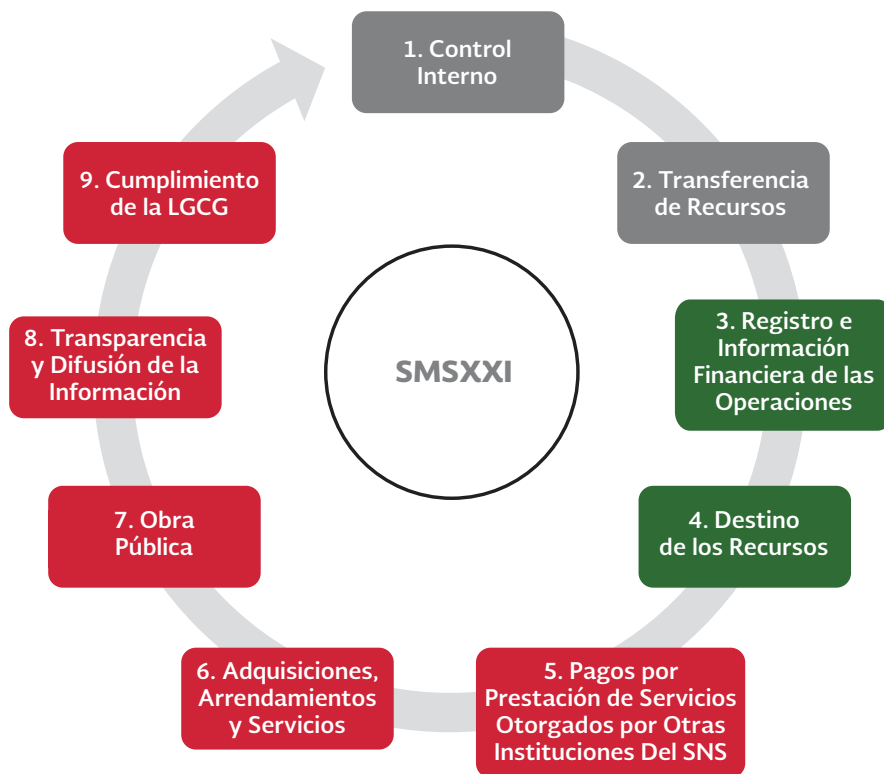 1. Control
Interno
2. Transferencia
de Recursos
3. Registro e
Información
Financiera de las
Operaciones
4. Destino
de los Recursos
5. Pagos por
Prestación de Servicios
Otorgados por Otras
Instituciones Del SNS
6. Adquisiciones,
Arrendamientos
y Servicios
7. Obra
Pública
8. Transparencia
y Difusión de la
Información
9. Cumplimiento
de la LGCG
SMSXXI